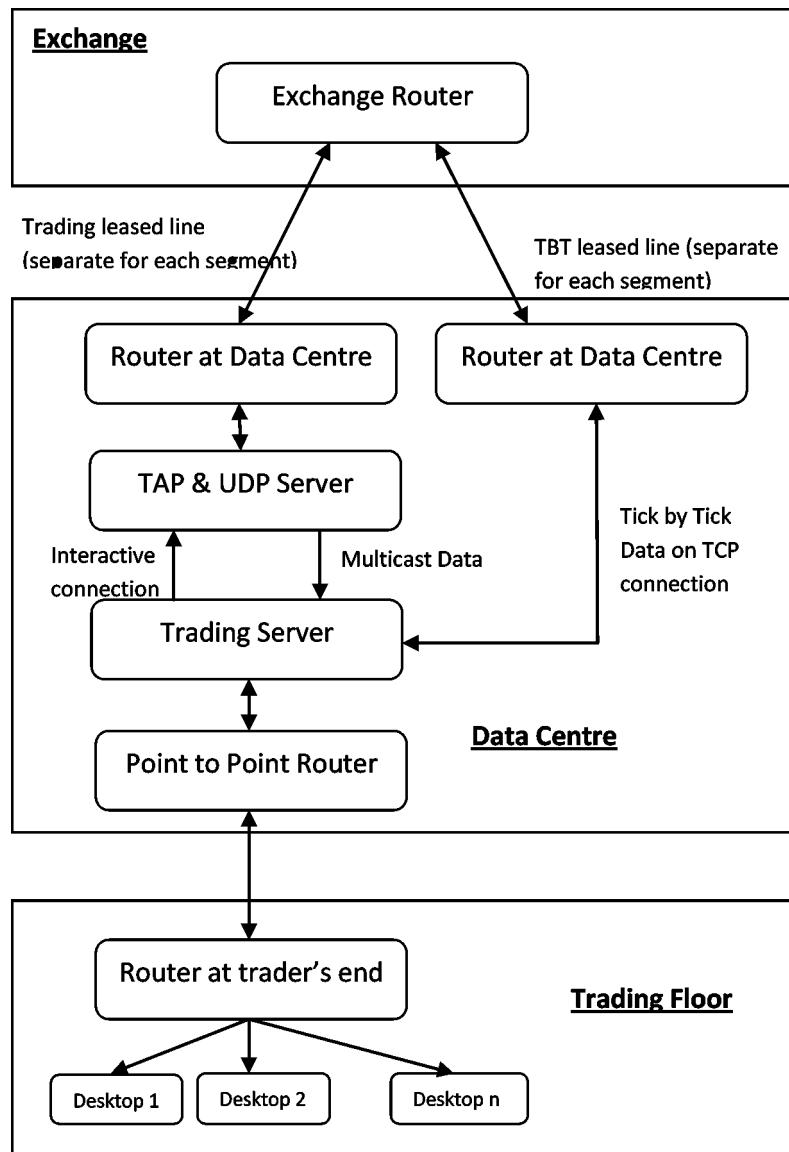 Exchange
Exchange Router
Trading leased line
(separate for each segment)
TBT leased line (separate
for each segment)
Router at Data Centre
Router at Data Centre
TAP & UDP Server
Interactive
connection
Multicast Data
Tick by Tick
Data on TCP
connection
Trading Server
Point to Point Router
Data Centre
Router at trader's end
Trading Floor
Desktop 1
Desktop 2
Desktop n